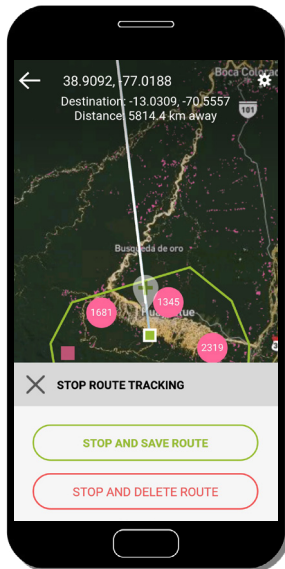 38.9092, -77.0188
Boca Colorac
Destination: -13.0309, -70.5557
Distance: 5814.4 km away
101
Busqueda de oro
1345
1681
2319
STOP ROUTE TRACKING
STOP AND SAVE ROUTE
STOP AND DELETE ROUTE